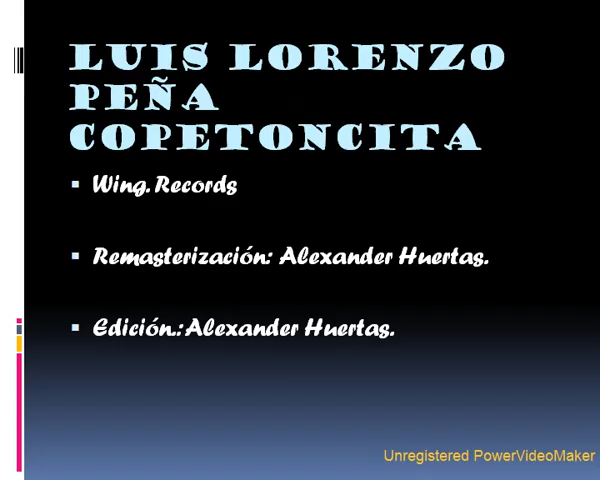 LUIS LORENZO
PEÑA
COPETONCITA
Wing. Records
Remasterización: Alexander Huertas.
Edición.: Alexander Huertas.
Unregistered PowerVideoMaker